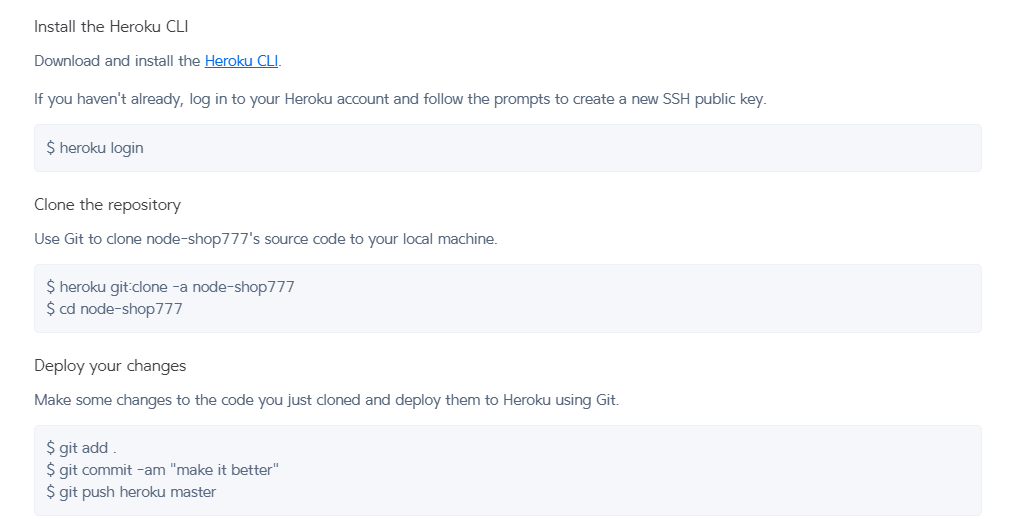 Install the Heroku CLI
Download and install the Heroku CLI.
If you haven't already, log in to your Heroku account and follow the prompts to create a new SSH public key.
$ heroku login
Clone the repository
Use Git to clone node-shop777's source code to your local machine.
$ heroku git:clone -a node-shop777
$ cd node-shop777
Deploy your changes
Make some changes to the code you just cloned and deploy them to Heroku using Git.
$ git add .
$ git commit -am "make it better"
$ git push heroku master